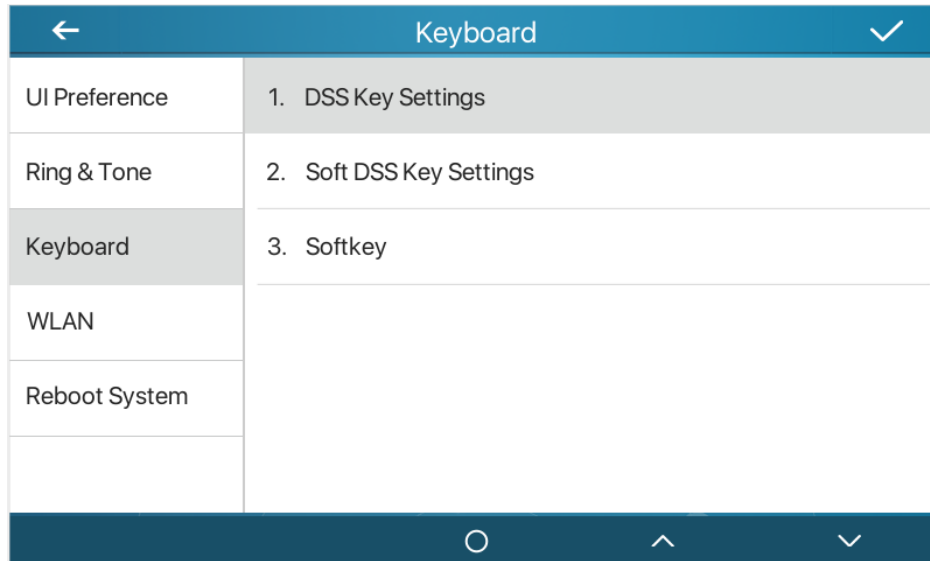 Keyboard
UI Preference
Ring & Tone
Keyboard
WLAN
Reboot System
1. DSS Key Settings
2. Soft DSS Key Settings
3. Softkey